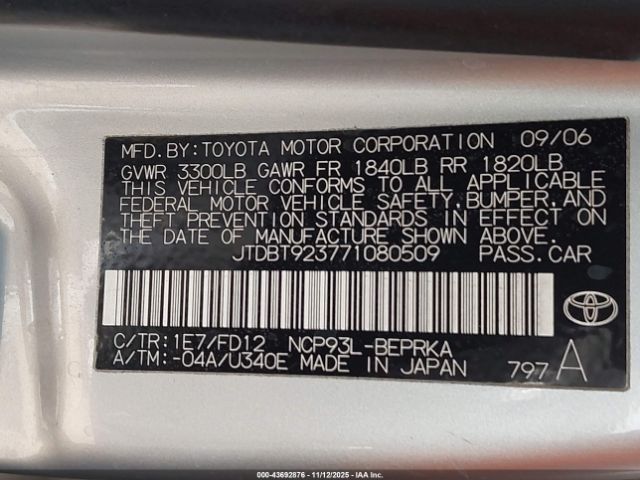 MFD.BY:TOYOTA MOTOR CORPORATION 09/06
GVWR 3300LB GAWR FR 1840LB RR 1820LB
THIS VEHICLE CONFORMS TO ALL APPLICABLE
FEDERAL MOTOR VEHICLE SAFETY,BUMPER,AND
THEFT PREVENTION STANDARDS IN EFFECT ON
THE DATE OF MANUFACTURE SHOWN ABOVE.
JTDBT923771080509 PASS.CAR
C/TR:1E7/FD12 NCP93L-BEPRKA
A/TM:-04A/U340E MADE IN JAPAN 797 A
000-43692876 - 11/12/2025 - IAA Inc.